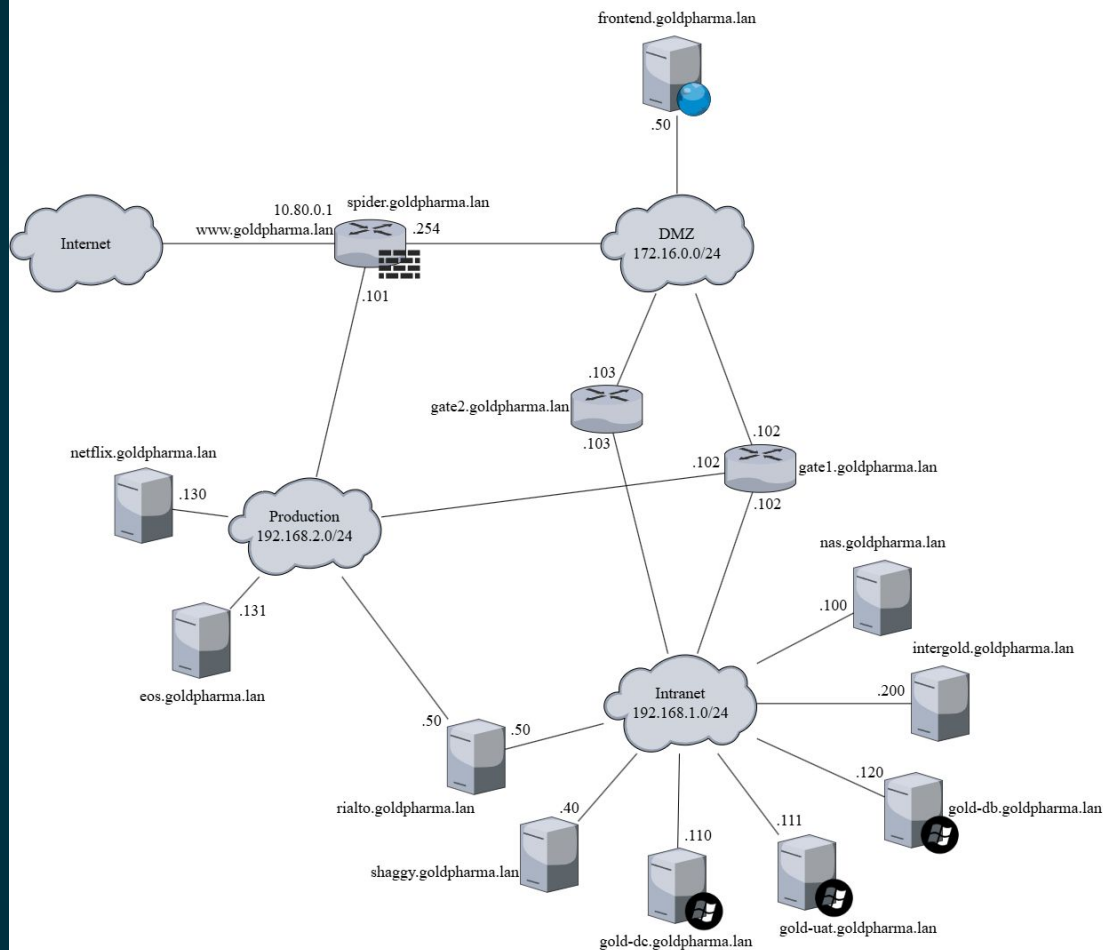 frontend.goldpharma.lan
.50
10.80.0.1
spider.goldpharma.lan
www.goldpharma.lan
.254
Internet
DMZ
172.16.0.0/24
.101
.103
gate2.goldpharma.lan
.103
.102
.102
gate1.goldpharma.lan
.102
netflix.goldpharma.lan
.130
Production
192.168.2.0/24
nas.goldpharma.lan
.100
.131
eos.goldpharma.lan
intergold.goldpharma.lan
.200
Intranet
192.168.1.0/24
.50
.50
rialto.goldpharma.lan
.120
gold-db.goldpharma.lan
.40
shaggy.goldpharma.lan
.110
gold-dc.goldpharma.lan
.111
gold-uat.goldpharma.lan